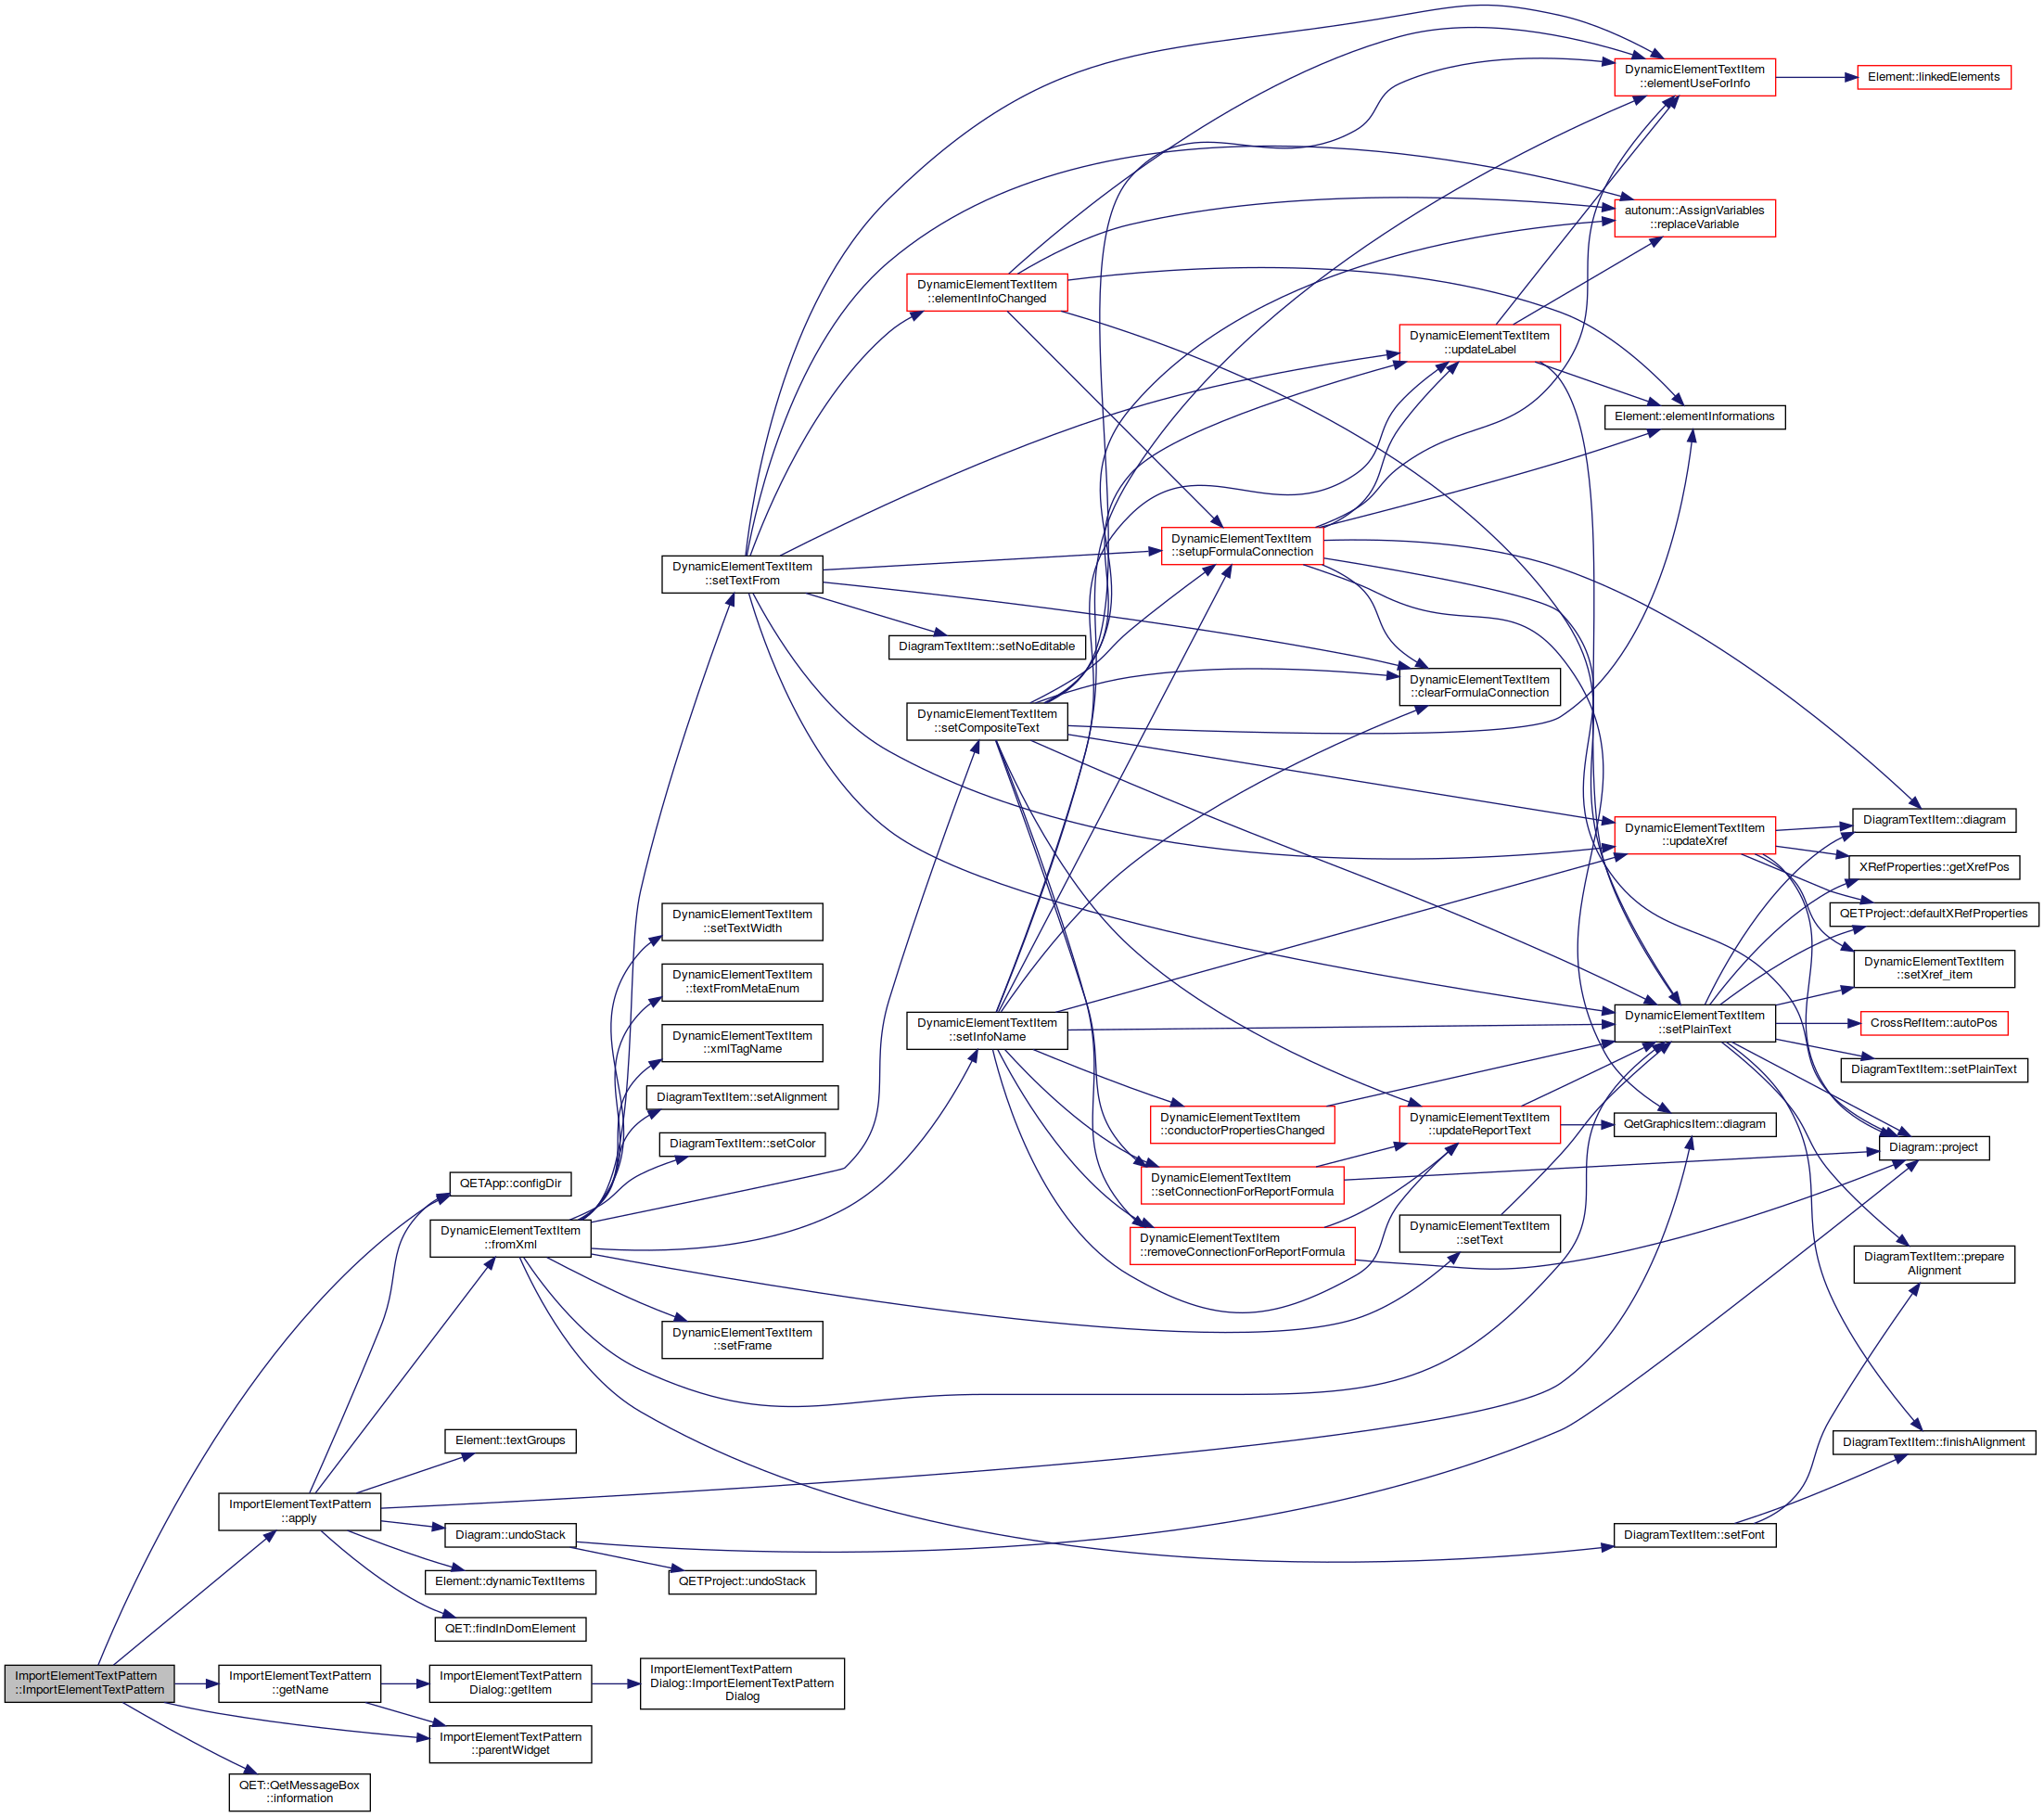 DynamicElementTextItem
::elementUseForInfo
Element::linkedElements
autonum::AssignVariables
::replaceVariable
DynamicElementTextItem
::elementInfoChanged
DynamicElementTextItem
::updateLabel
Element::elementInformations
DynamicElementTextItem
::setupFormulaConnection
DynamicElementTextItem
::setTextFrom
DiagramTextItem::setNoEditable
DynamicElementTextItem
::clearFormulaConnection
DynamicElementTextItem
::setCompositeText
DiagramTextItem::diagram
DynamicElementTextItem
::updateXref
XRefProperties::getXrefPos
QETProject::defaultXRefProperties
DynamicElementTextItem
::setTextWidth
DynamicElementTextItem
::setXref_item
DynamicElementTextItem
::textFromMetaEnum
DynamicElementTextItem
::setPlainText
CrossRefItem::autoPos
DynamicElementTextItem
::setInfoName
DynamicElementTextItem
::xmlTagName
DiagramTextItem::setPlainText
DiagramTextItem::setAlignment
DynamicElementTextItem
::conductorPropertiesChanged
DynamicElementTextItem
::updateReportText
QetGraphicsItem::diagram
DiagramTextItem::setColor
Diagram::project
QETApp::configDir
DynamicElementTextItem
::setConnectionForReportFormula
DynamicElementTextItem
::fromXml
DynamicElementTextItem
::removeConnectionForReportFormula
DynamicElementTextItem
::setText
DiagramTextItem::prepare
Alignment
DynamicElementTextItem
::setFrame
Element::textGroups
DiagramTextItem::finishAlignment
ImportElementTextPattern
::apply
Diagram::undoStack
DiagramTextItem::setFont
Element::dynamicTextItems
QETProject::undoStack
QET::findInDomElement
ImportElementTextPattern
::ImportElementTextPattern
ImportElementTextPattern
::getName
ImportElementTextPattern
Dialog::getItem
ImportElementTextPattern
Dialog::ImportElementTextPattern
Dialog
ImportElementTextPattern
::parentWidget
QET::QetMessageBox
::information